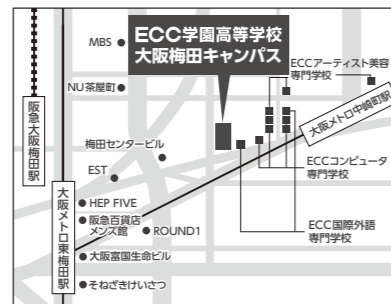 ECC学園高等学校
大阪梅田キャンパス
MBS
NU茶屋町
ECCアーティスト美容
専門学校
阪急大阪梅田駅
大阪メトロ中崎町駅
梅田センタービル
EST
ECCコンピュータ
専門学校
大阪メトロ東梅田駅
HEP FIVE
阪急百貨店
メンズ館
ROUND1
ECC国際外語
専門学校
大阪富国生命ビル
そねざきけいさつ